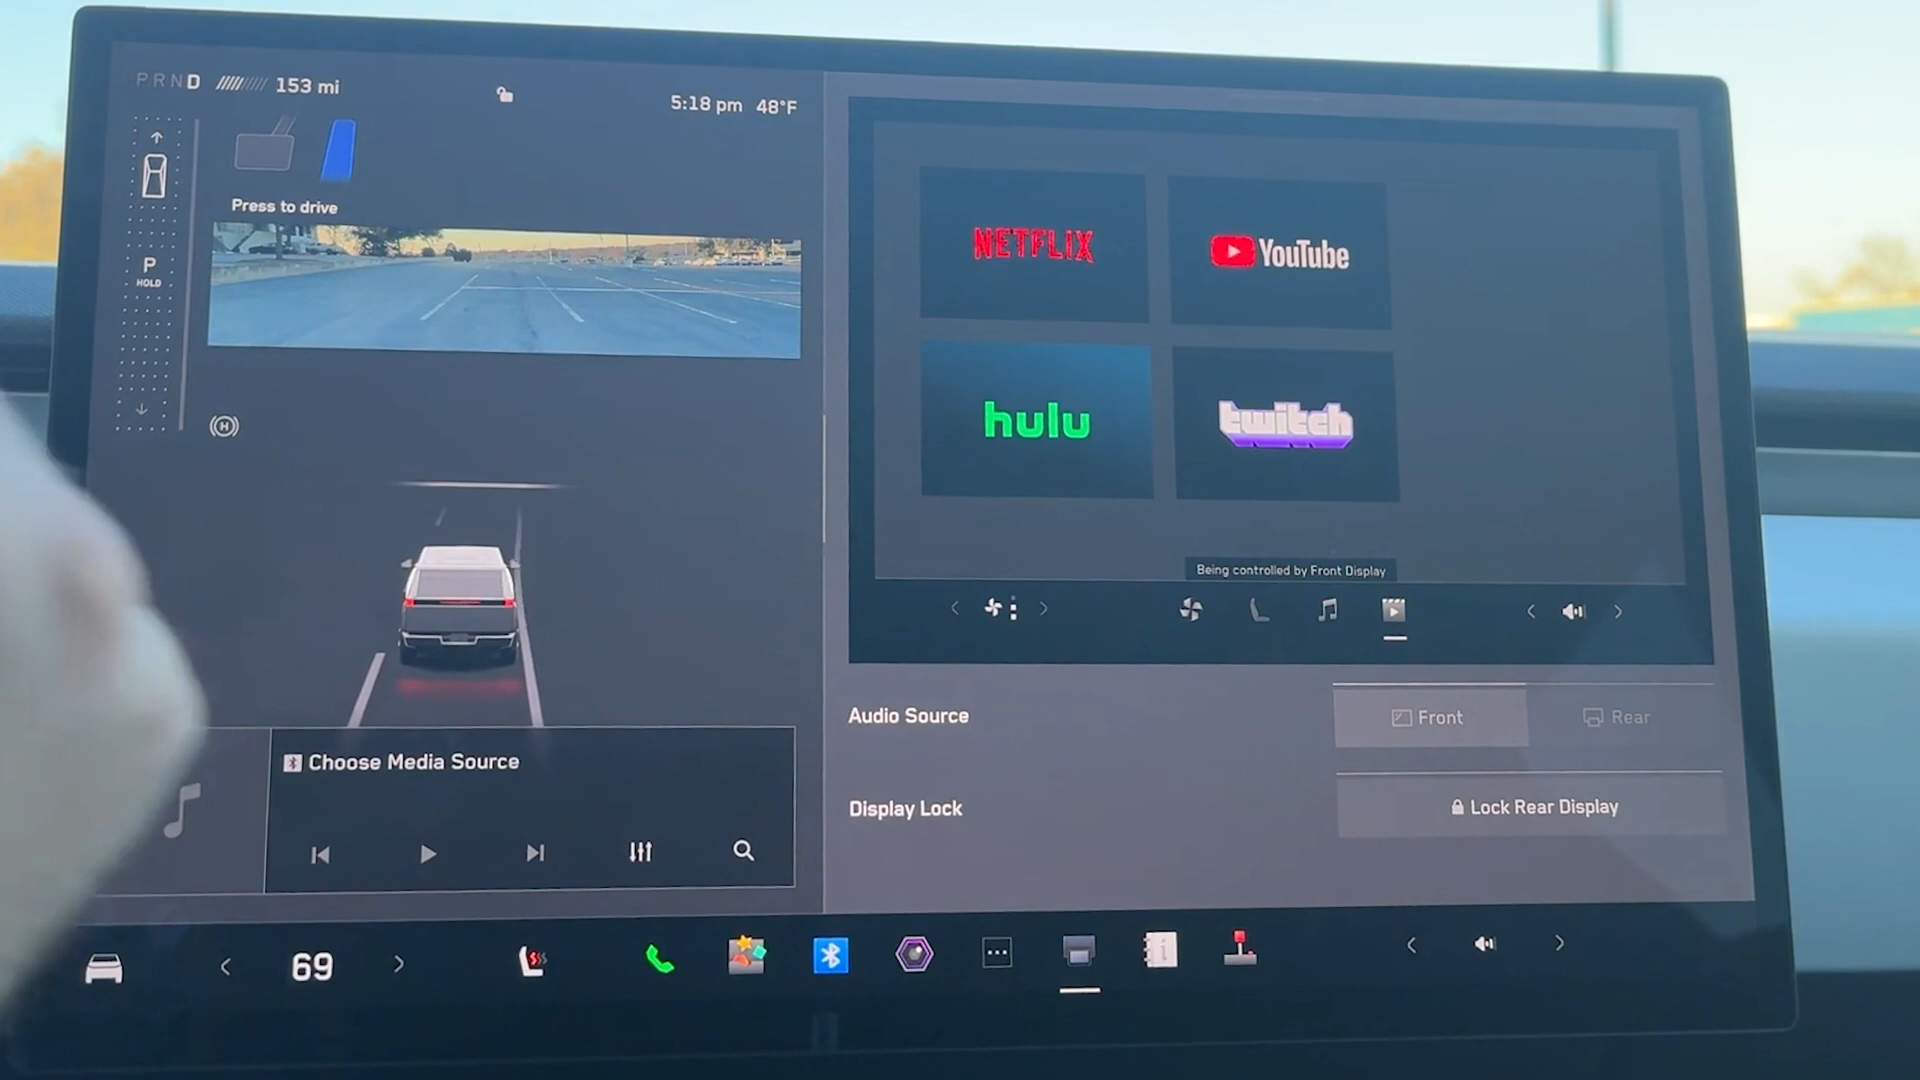 PRND 153 mi
5:18 pm 48°F
Press to drive
P
HOLD
H
Choose Media Source
69
NETFLIX
YouTube
hulu
twitch
Being controlled by Front Display
Audio Source
Front
Rear
Display Lock
Lock Rear Display